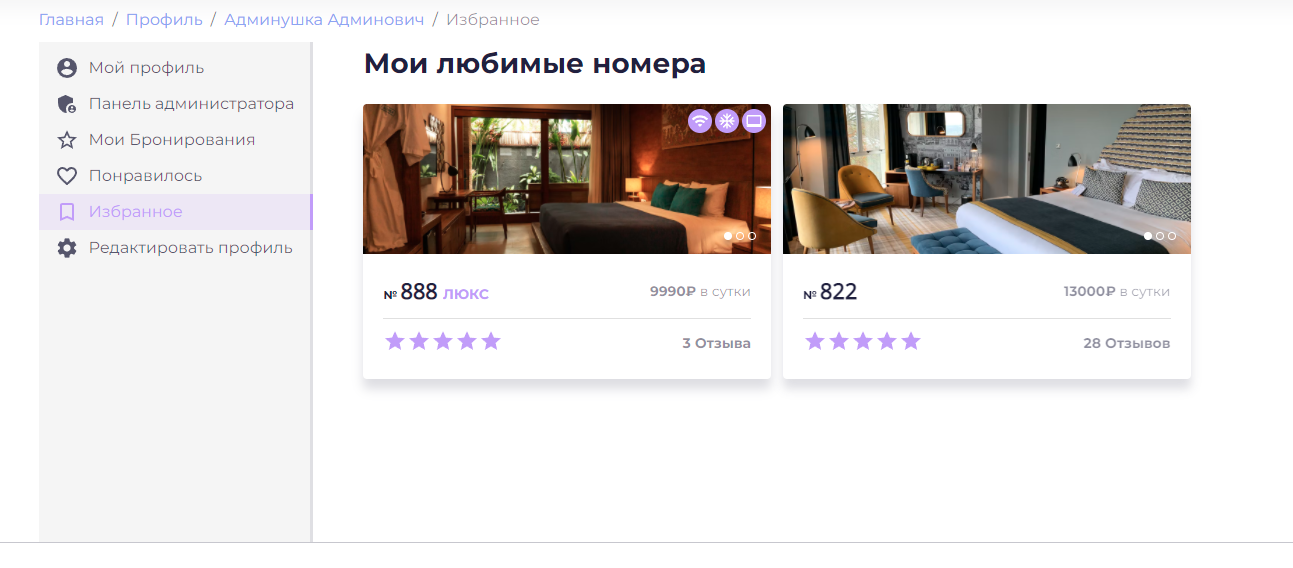 Главная / Профиль / Админушка Админович / Избранное
Мой профиль
Панель администратора
Мои Бронирования
Понравилось
Избранное
Редактировать профиль
Мои любимые номера
№ 888 ЛЮКС 9990₽ в сутки
3 Отзыва
№ 822 13000₽ в сутки
28 Отзывов